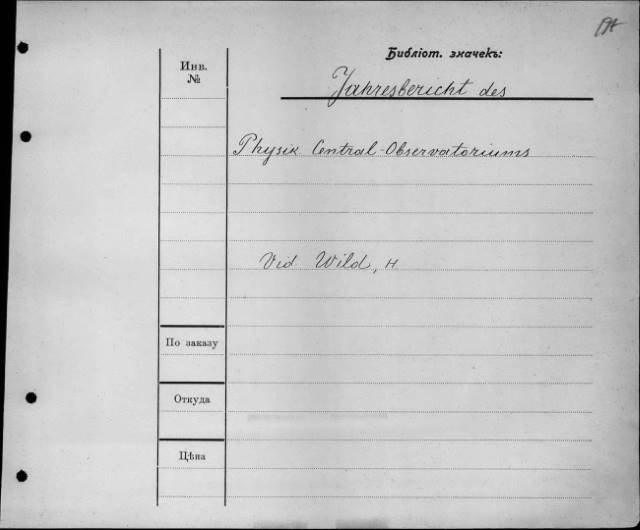 Библіот. значекъ:
Инв.
№
Jahresbericht des
Physik Central-Observatoriums
Vid Wild, H
По заказу
Откуда
Цѣна